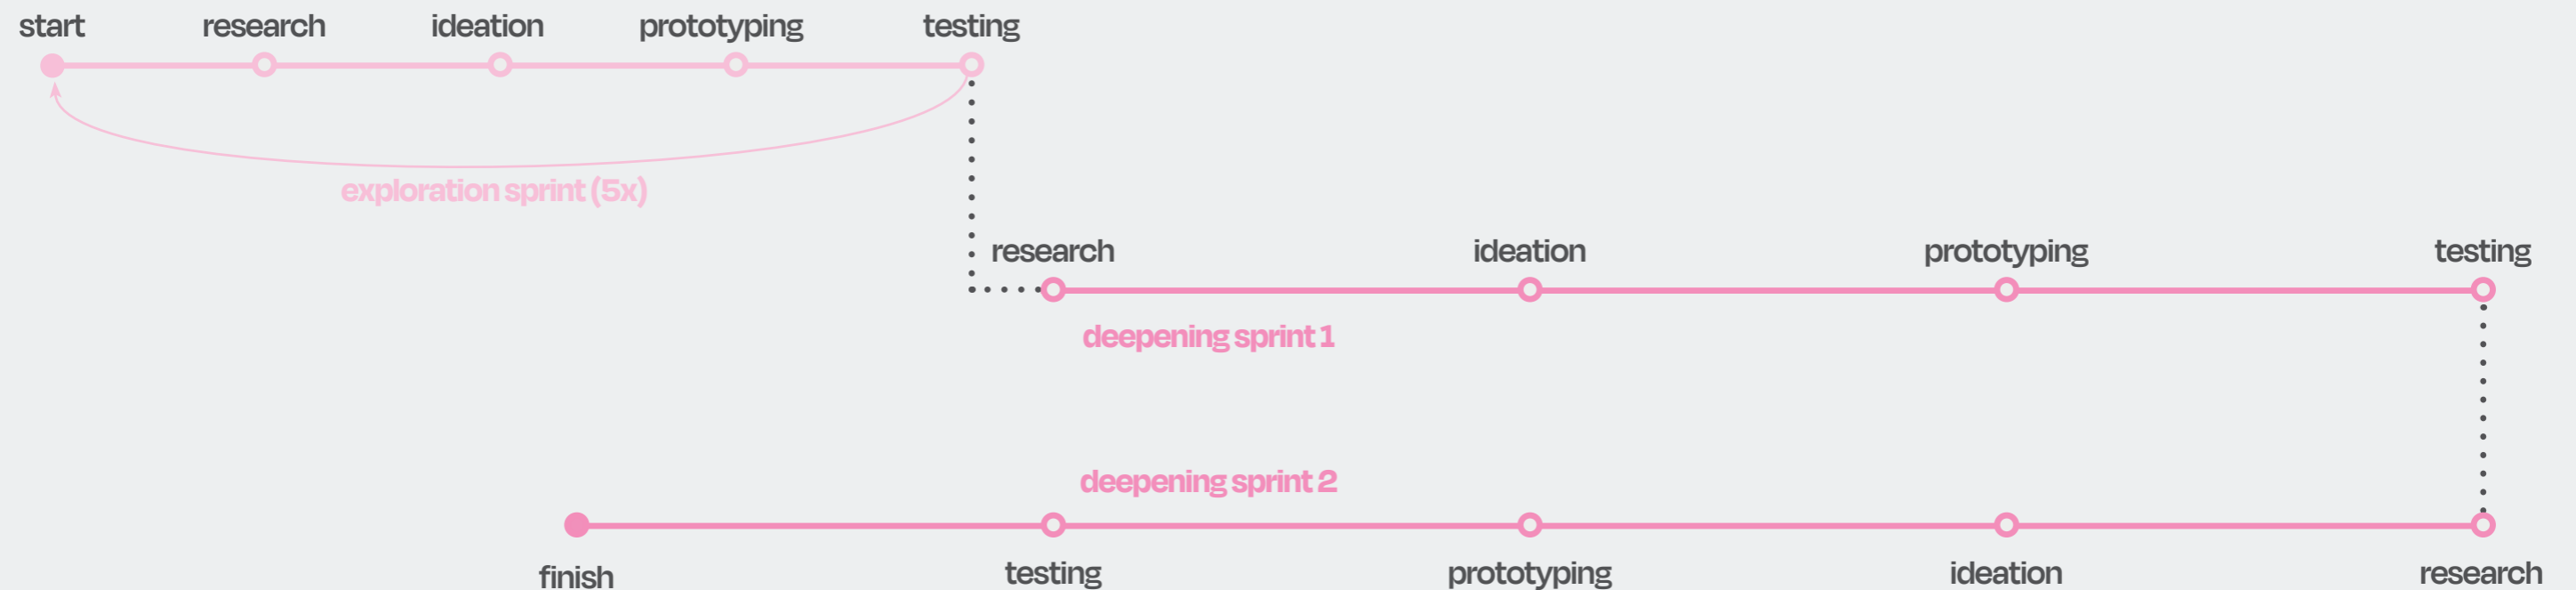 start research ideation prototyping testing
exploration sprint (5x)
research ideation prototyping testing
deepening sprint 1
deepening sprint 2
finish testing prototyping ideation research